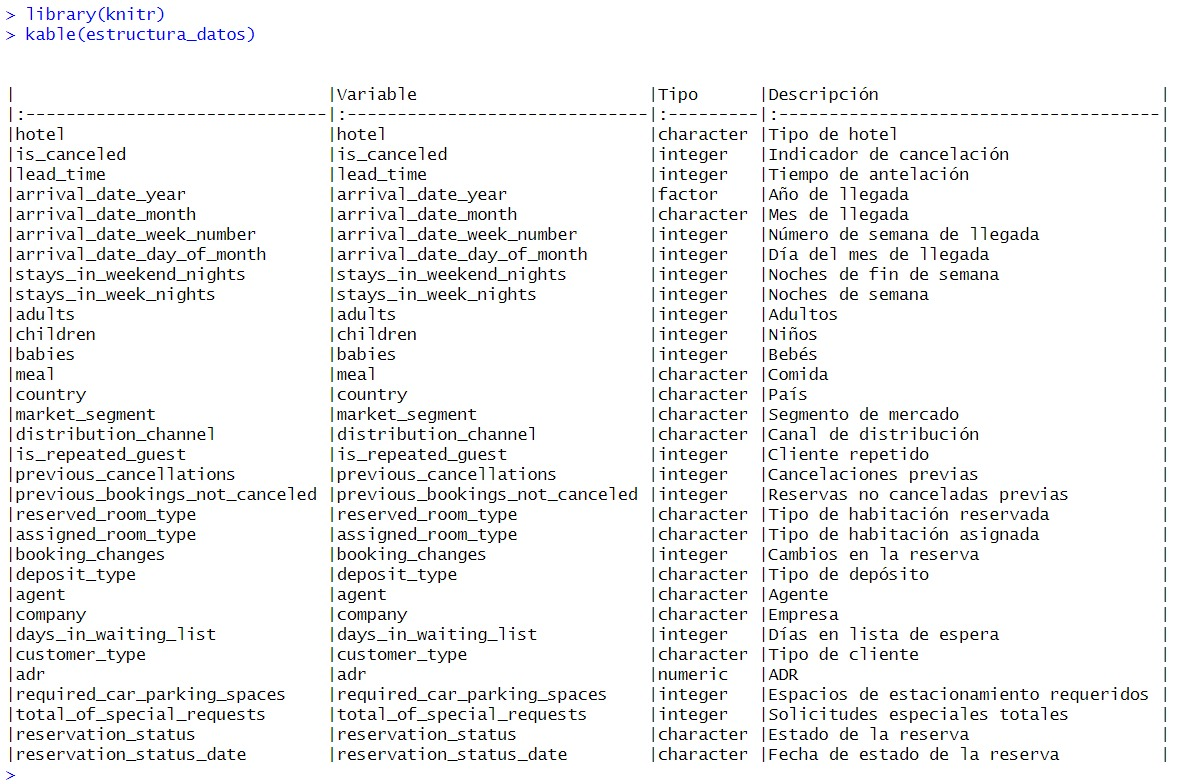 > library(knitr)
> kable(estructura_datos)
|                               |Variable                       |Tipo      |Descripción                           |
|:------------------------------|:------------------------------|:---------|:-------------------------------------|
|hotel                          |hotel                          |character |Tipo de hotel                         |
|is_canceled                    |is_canceled                    |integer   |Indicador de cancelación              |
|lead_time                      |lead_time                      |integer   |Tiempo de antelación                  |
|arrival_date_year              |arrival_date_year              |factor    |Año de llegada                        |
|arrival_date_month             |arrival_date_month             |character |Mes de llegada                        |
|arrival_date_week_number       |arrival_date_week_number       |integer   |Número de semana de llegada           |
|arrival_date_day_of_month      |arrival_date_day_of_month      |integer   |Día del mes de llegada                |
|stays_in_weekend_nights        |stays_in_weekend_nights        |integer   |Noches de fin de semana               |
|stays_in_week_nights           |stays_in_week_nights           |integer   |Noches de semana                      |
|adults                         |adults                         |integer   |Adultos                               |
|children                       |children                       |integer   |Niños                                 |
|babies                         |babies                         |integer   |Bebés                                 |
|meal                           |meal                           |character |Comida                                |
|country                        |country                        |character |País                                  |
|market_segment                 |market_segment                 |character |Segmento de mercado                   |
|distribution_channel           |distribution_channel           |character |Canal de distribución                 |
|is_repeated_guest              |is_repeated_guest              |integer   |Cliente repetido                      |
|previous_cancellations         |previous_cancellations         |integer   |Cancelaciones previas                 |
|previous_bookings_not_canceled |previous_bookings_not_canceled |integer   |Reservas no canceladas previas        |
|reserved_room_type             |reserved_room_type             |character |Tipo de habitación reservada          |
|assigned_room_type             |assigned_room_type             |character |Tipo de habitación asignada           |
|booking_changes                |booking_changes                |integer   |Cambios en la reserva                 |
|deposit_type                   |deposit_type                   |character |Tipo de depósito                      |
|agent                          |agent                          |character |Agente                                |
|company                        |company                        |character |Empresa                               |
|days_in_waiting_list           |days_in_waiting_list           |integer   |Días en lista de espera               |
|customer_type                  |customer_type                  |character |Tipo de cliente                       |
|adr                            |adr                            |numeric   |ADR                                   |
|required_car_parking_spaces    |required_car_parking_spaces    |integer   |Espacios de estacionamiento requeridos |
|total_of_special_requests      |total_of_special_requests      |integer   |Solicitudes especiales totales        |
|reservation_status             |reservation_status             |character |Estado de la reserva                  |
|reservation_status_date        |reservation_status_date        |character |Fecha de estado de la reserva         |
>